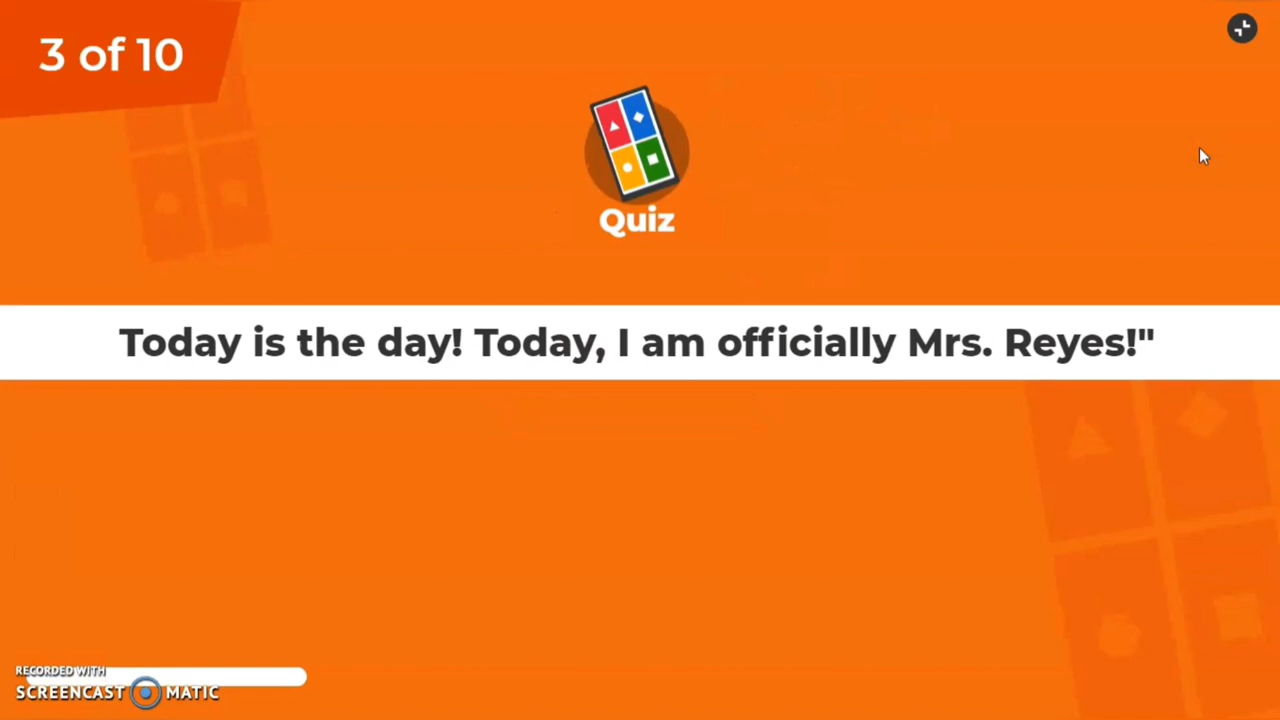 3 of 10
Quiz
Today is the day! Today, I am officially Mrs. Reyes!"
RECORDED WITH
SCREENCAST MATIC